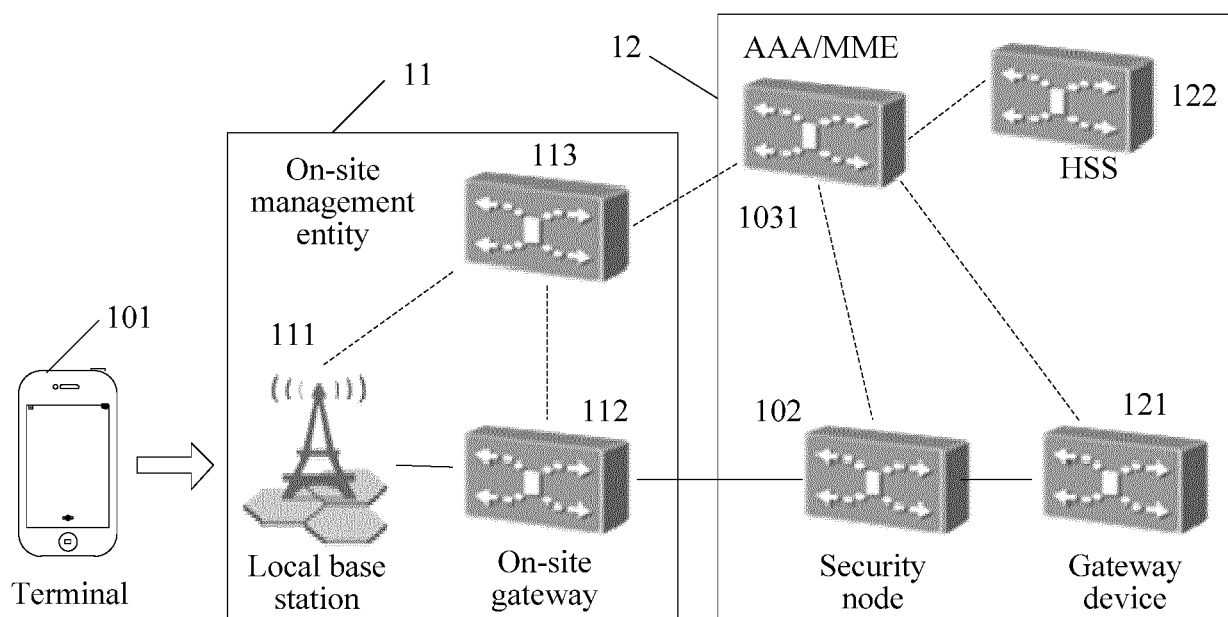 AAA/MME
12
122
11
HSS
113
On-site
management
entity
1031
101
111
112
102
121
Terminal
Local base
station
On-site
gateway
Security
node
Gateway
device